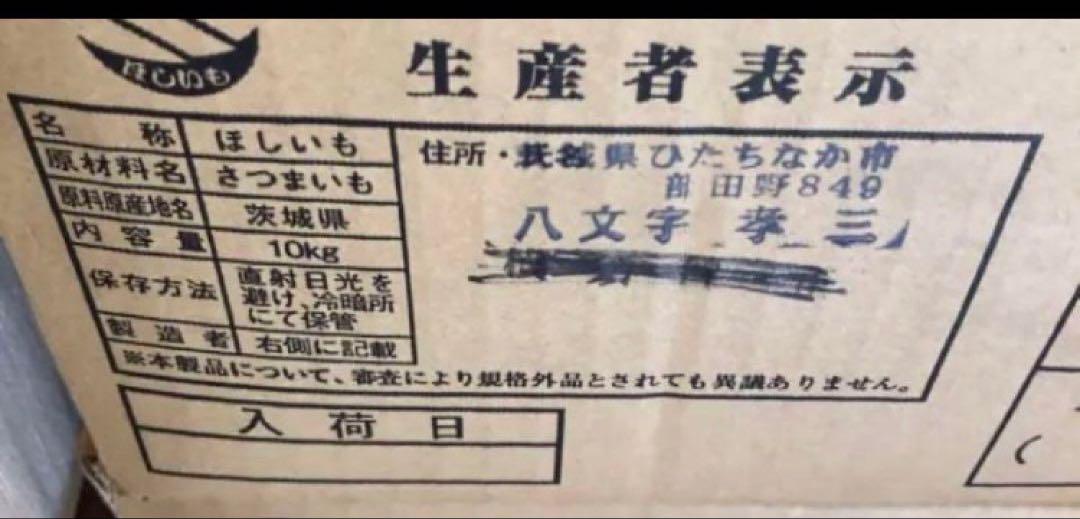 ほしいも
生産者表示
名称 ほしいも
原材料名 さつまいも
原料原産地名 茨城県
内容量 10kg
保存方法 直射日光を
避け、冷暗所
にて保管
製造者 右側に記載
住所・氏名
茨城県ひたちなか市
部田野849
八文字 孝三
※本製品について、審査により規格外品とされても異議ありません。
入荷日
(